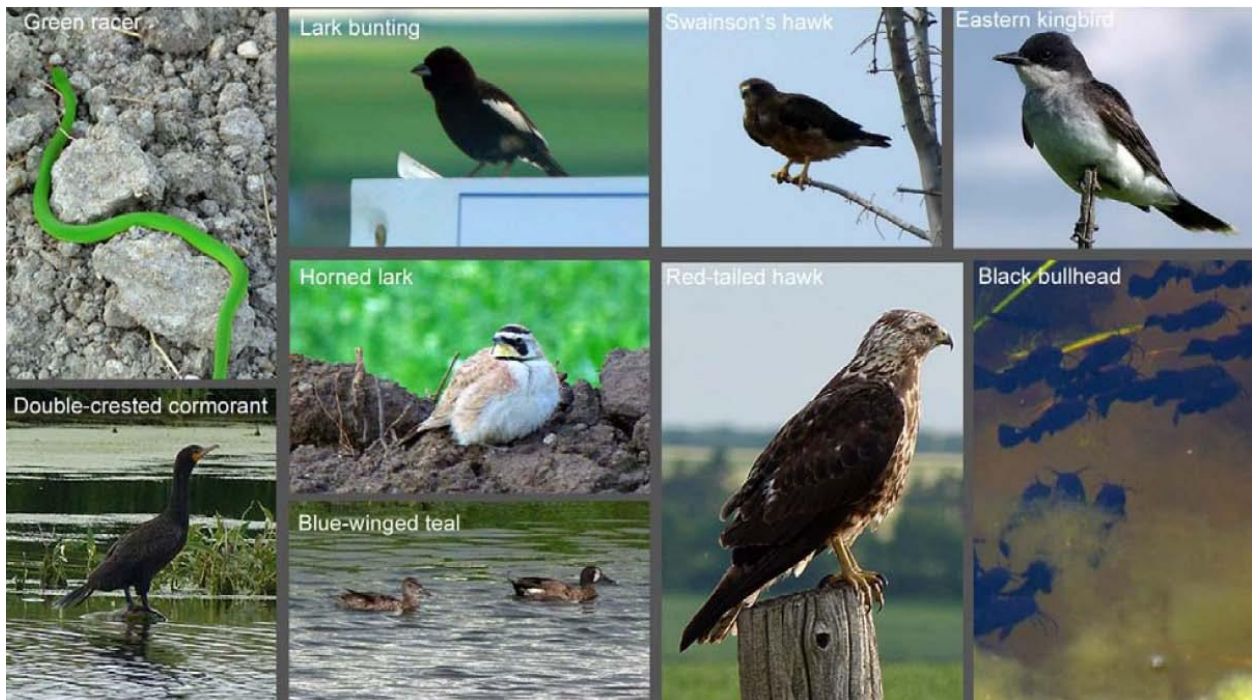 Green racer
Lark bunting
Swainson's hawk
Eastern kingbird
Horned lark
Red-tailed hawk
Black bullhead
Double-crested cormorant
Blue-winged teal